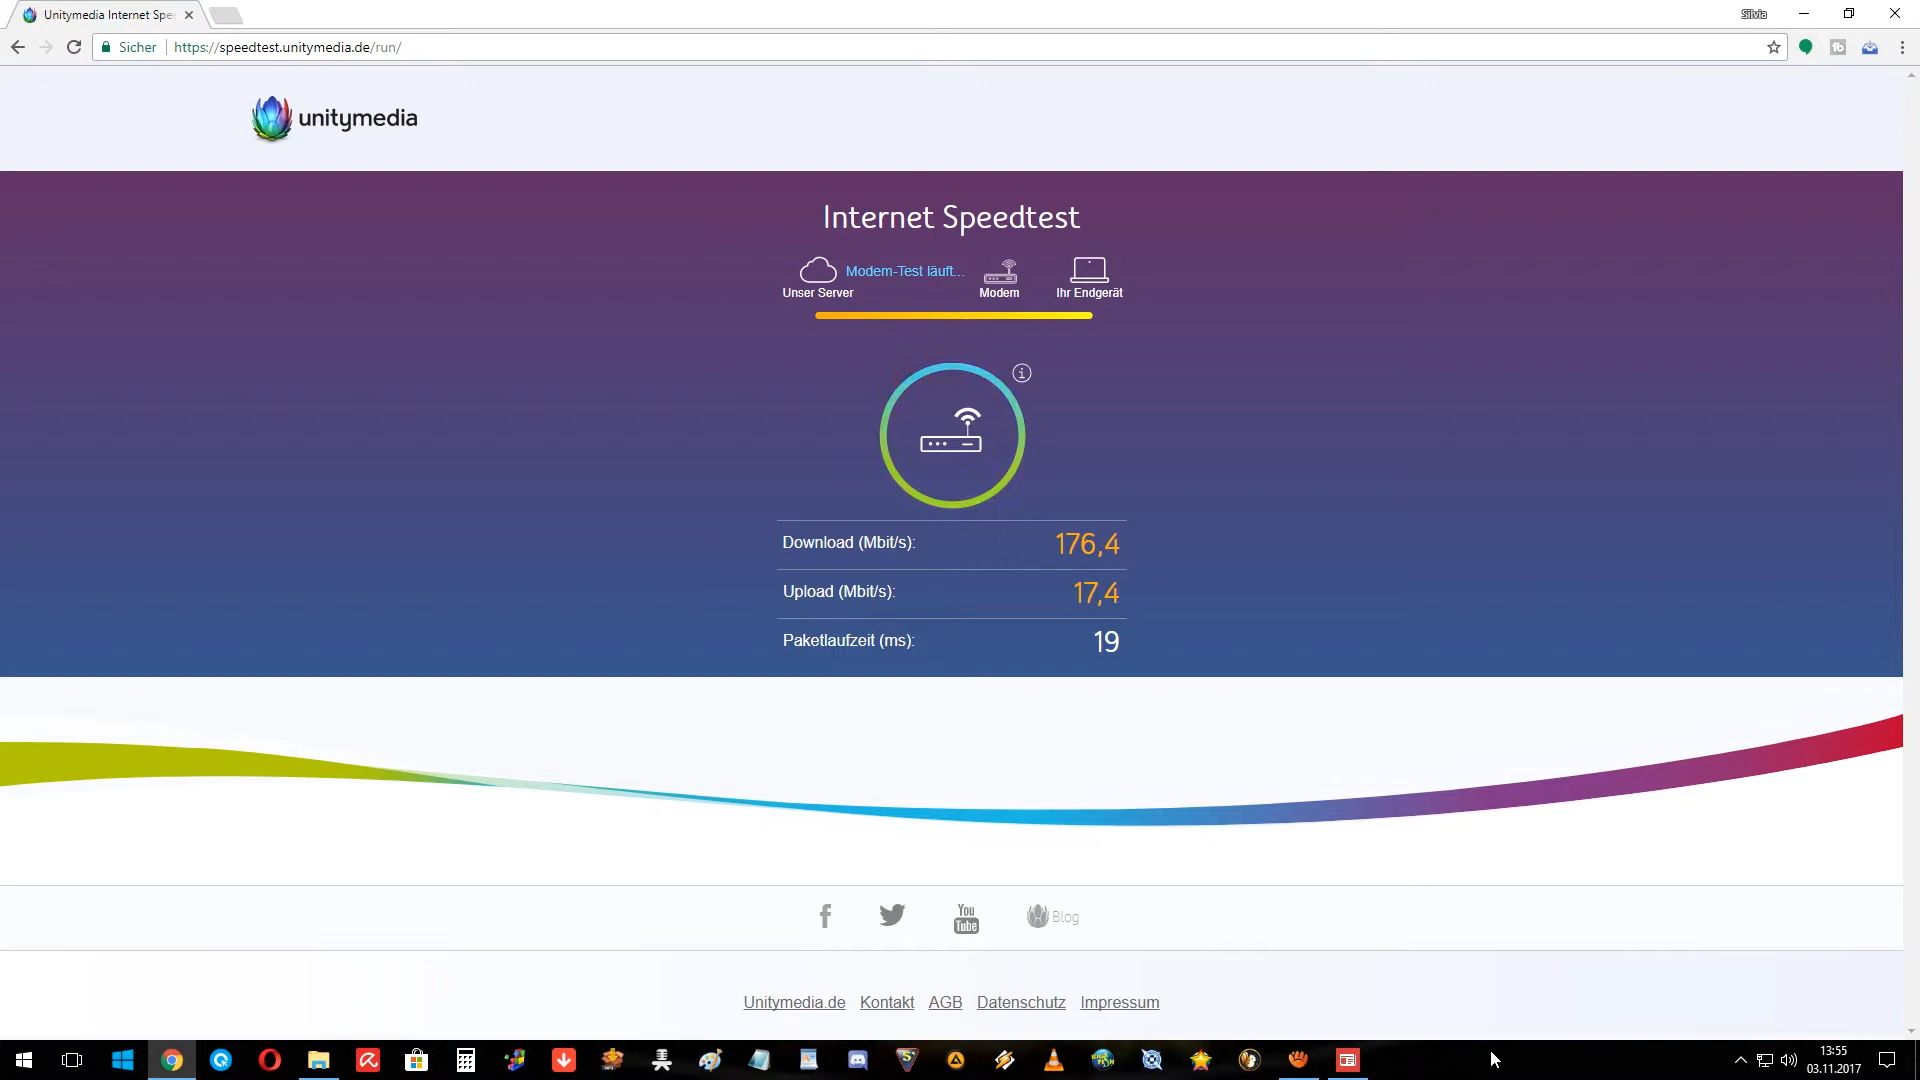 Unitymedia Internet Spe
Silvia
Sicher
https://speedtest.unitymedia.de/run/
unitymedia
Internet Speedtest
Modem-Test läuft...
Unser Server
Modem
Ihr Endgerät
Download (Mbit/s):
176,4
Upload (Mbit/s):
17,4
Paketlaufzeit (ms):
19
You
Tube
Blog
Unitymedia.de Kontakt AGB Datenschutz Impressum
13:55
03.11.2017